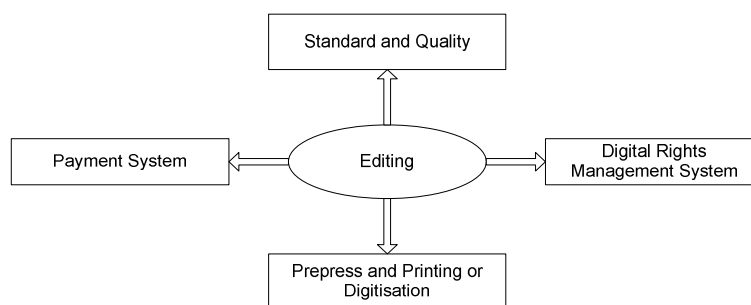 Standard and Quality
Payment System
Editing
Digital Rights
Management System
Prepress and Printing or
Digitisation